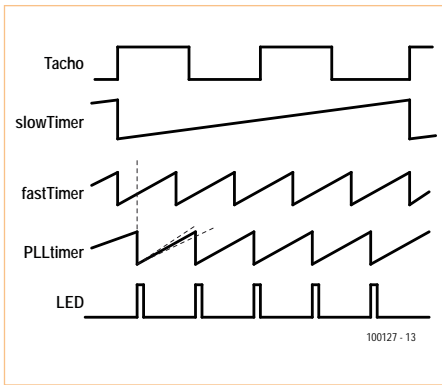 Tacho
slowTimer
fastTimer
PLLtimer
LED
100127 - 13